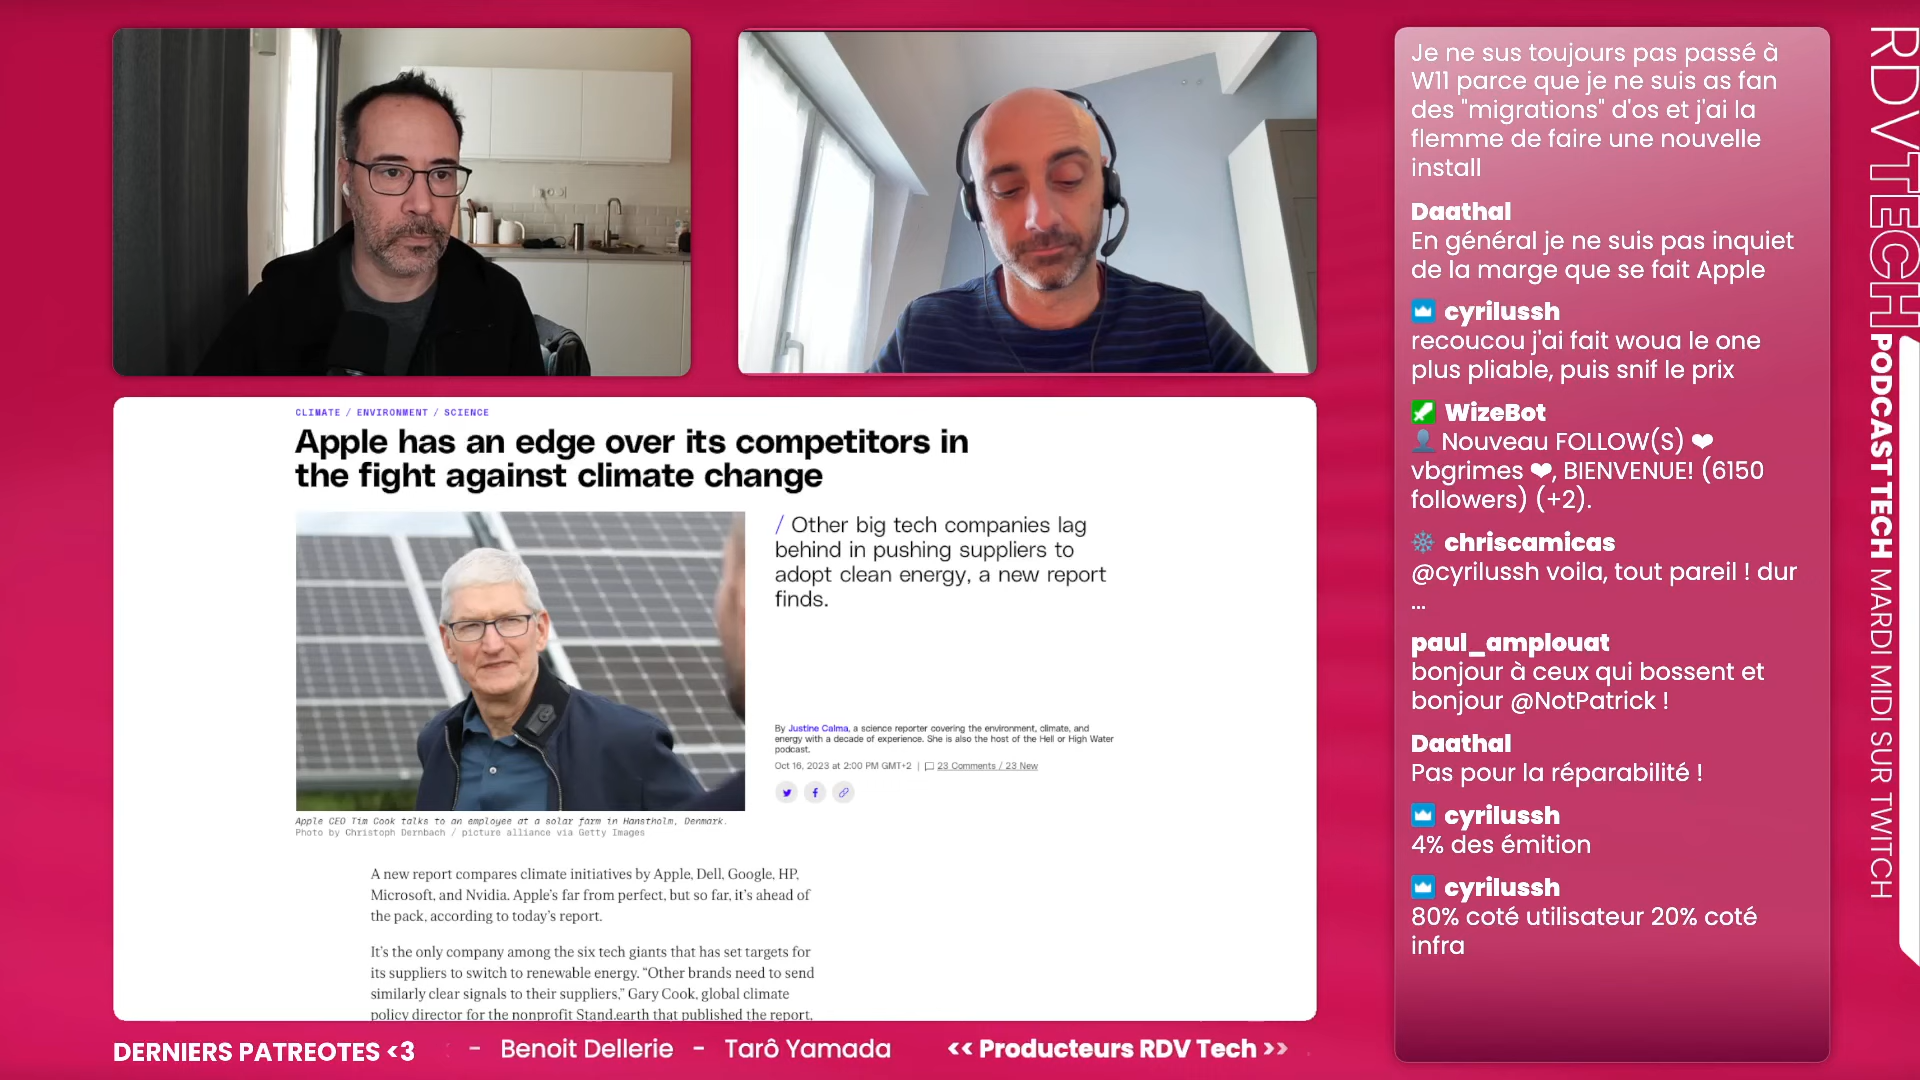 CLIMATE / ENVIRONMENT / SCIENCE
Apple has an edge over its competitors in
the fight against climate change
/ Other big tech companies lag
behind in pushing suppliers to
adopt clean energy, a new report
finds.
By Justine Calma, a science reporter covering the environment, climate, and
energy with a decade of experience. She is also the host of the Hell or High Water
podcast.
Oct 16, 2023 at 2:00 PM GMT+2 | 23 Comments / 23 New
Apple CEO Tim Cook talks to an employee at a solar farm in Hanstholm, Denmark.
Photo by Christoph Dernbach / picture alliance via Getty Images
A new report compares climate initiatives by Apple, Dell, Google, HP,
Microsoft, and Nvidia. Apple's far from perfect, but so far, it's ahead of
the pack, according to today's report.
It's the only company among the six tech giants that has set targets for
its suppliers to switch to renewable energy. “Other brands need to send
similarly clear signals to their suppliers,” Gary Cook, global climate
policy director for the nonprofit Stand.earth that published the report,
DERNIERS PATREOTES <3 - Benoit Dellerie - Tarô Yamada << Producteurs RDV Tech >>
Je ne sus toujours pas passé à
W11 parce que je ne suis as fan
des "migrations" d'os et j'ai la
flemme de faire une nouvelle
install
Daathal
En général je ne suis pas inquiet
de la marge que se fait Apple
cyrilussh
recoucou j'ai fait woua le one
plus pliable, puis snif le prix
WizeBot
👤 Nouveau FOLLOW(S) ❤
vbgrimes ❤, BIENVENUE! (6150
followers) (+2).
chriscamicas
@cyrilussh voila, tout pareil ! dur
...
paul_amplouat
bonjour à ceux qui bossent et
bonjour @NotPatrick !
Daathal
Pas pour la réparabilité !
cyrilussh
4% des émition
cyrilussh
80% coté utilisateur 20% coté
infra
RDVTECH PODCAST TECH MARDI MIDI SUR TWITCH